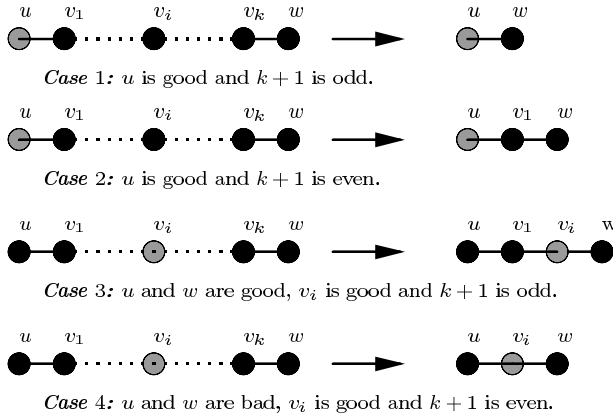 u v₁ vᵢ vₖ w u w
Case 1: u is good and k + 1 is odd.
u v₁ vᵢ vₖ w u v₁ w
Case 2: u is good and k + 1 is even.
u v₁ vᵢ vₖ w u v₁ vᵢ w
Case 3: u and w are good, vᵢ is good and k + 1 is odd.
u v₁ vᵢ vₖ w u vᵢ w
Case 4: u and w are bad, vᵢ is good and k + 1 is even.